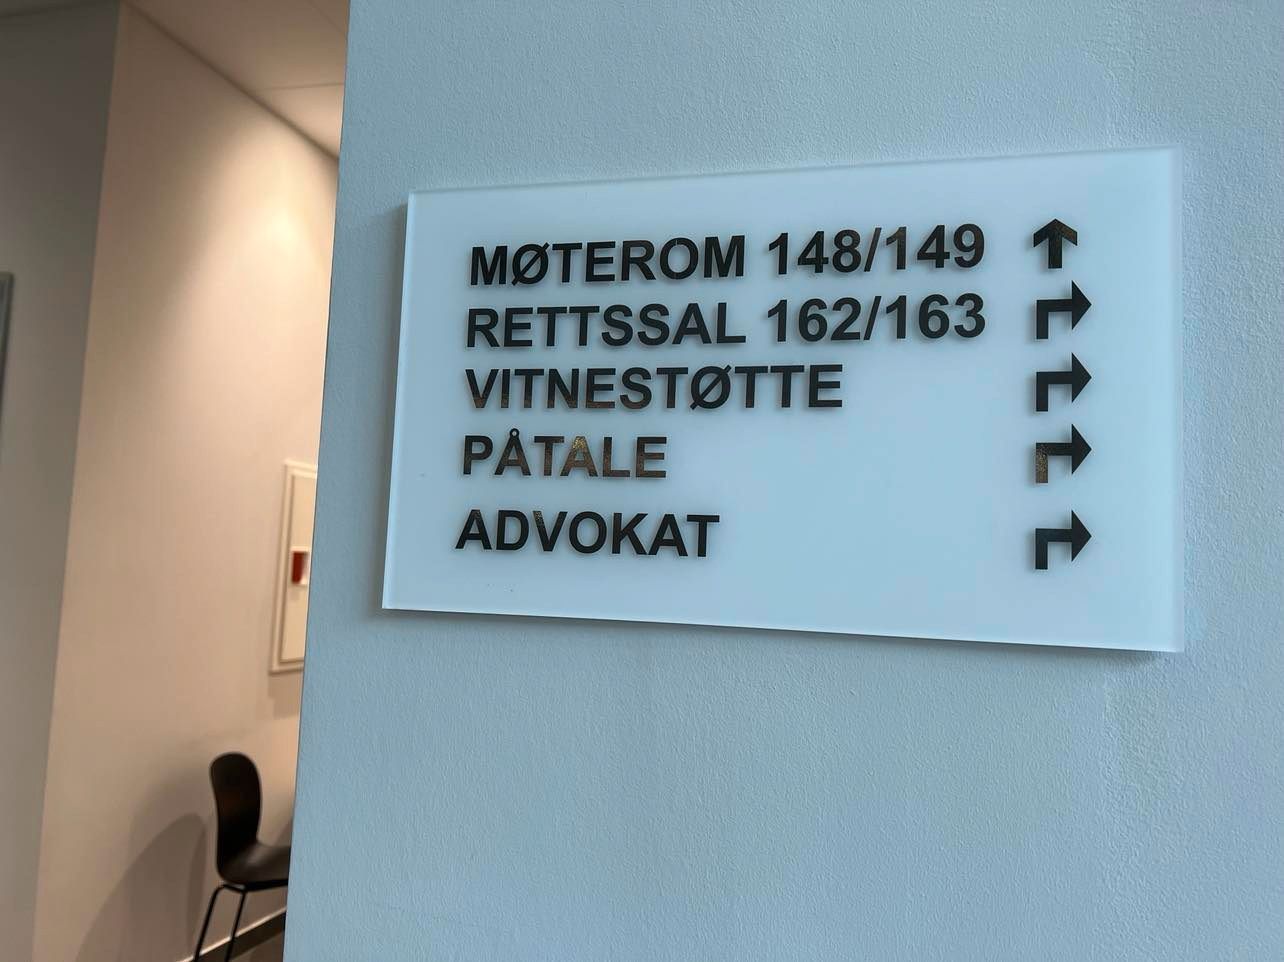 MØTEROM 148/149
RETTSSAL 162/163
VITNESTØTTE
PÅTALE
ADVOKAT